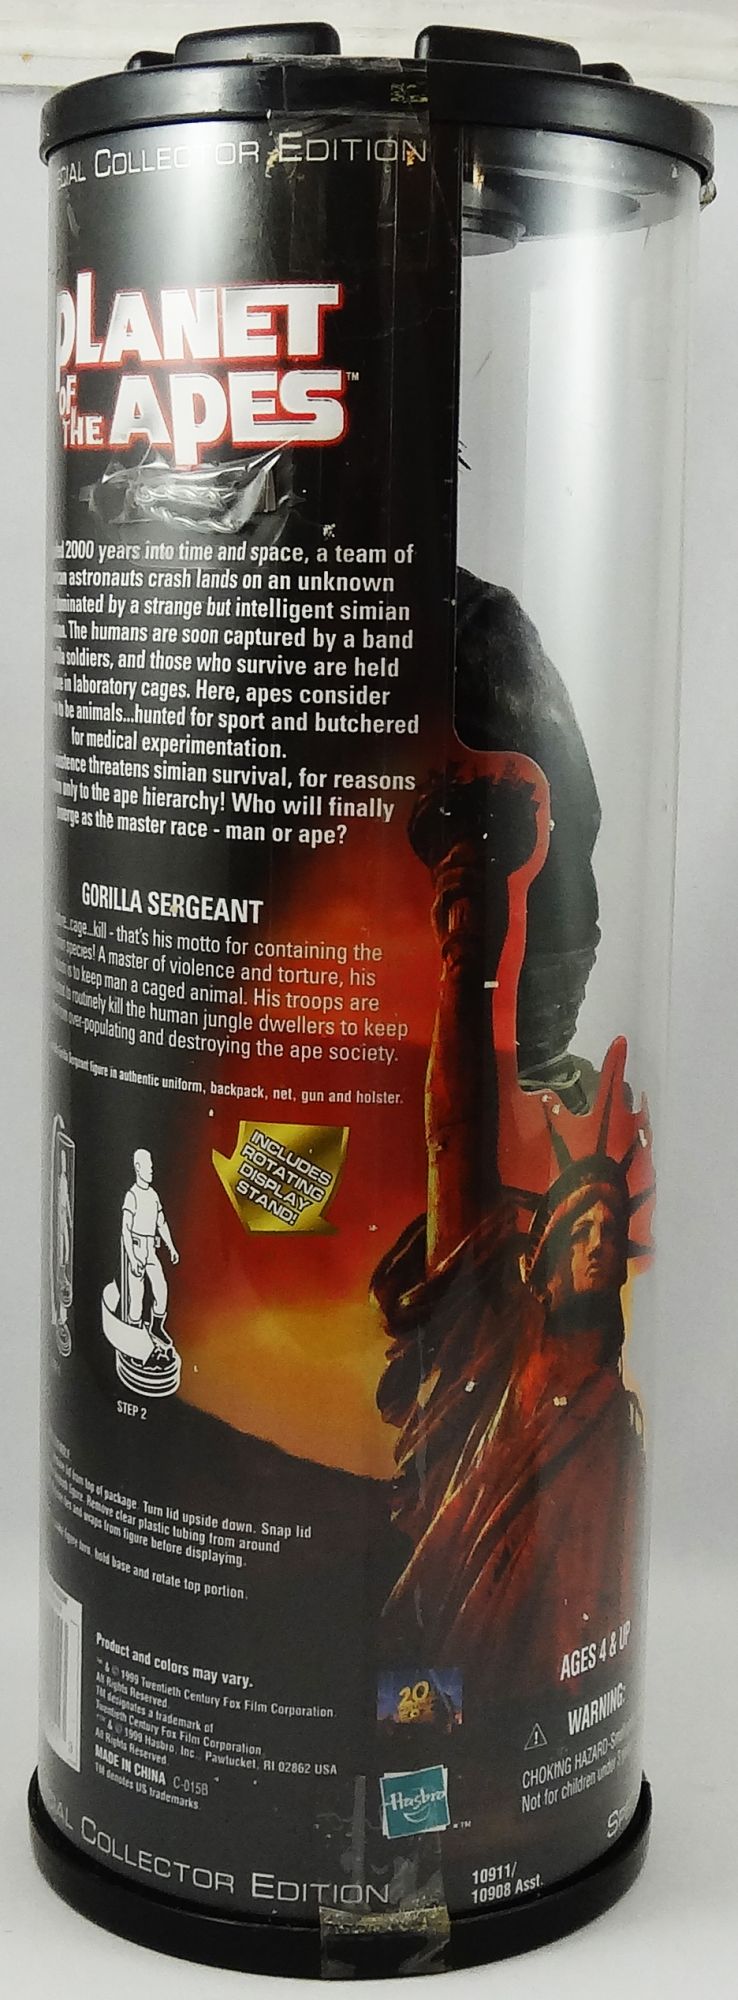 COLLECTOR EDITION
PLANET
OF
THE APES™
2000 years into time and space, a team of
astronauts crash lands on an unknown
by a strange but intelligent simian
The humans are soon captured by a band
soldiers, and those who survive are held
in laboratory cages. Here, apes consider
to be animals...hunted for sport and butchered
for medical experimentation.
threatens simian survival, for reasons
only to the ape hierarchy! Who will finally
as the master race - man or ape?
GORILLA SERGEANT
cage...kill - that's his motto for containing the
species! A master of violence and torture, his
is to keep man a caged animal. His troops are
routinely kill the human jungle dwellers to keep
over-populating and destroying the ape society.
figure in authentic uniform, backpack, net, gun and holster.
INCLUDES
ROTATING
DISPLAY
STAND!
STEP 2
lid from top of package. Turn lid upside down. Snap lid
figure. Remove clear plastic tubing from around
and wraps from figure before displaying.
turn, hold base and rotate top portion.
Product and colors may vary.
™ & © 1999 Twentieth Century Fox Film Corporation.
All Rights Reserved
TM designates a trademark of
Twentieth Century Fox Film Corporation
™ & © 1999 Hasbro, Inc., Pawtucket, RI 02862 USA
All Rights Reserved
MADE IN CHINA C-015B
TM denotes US trademarks
20
Hasbro
™
AGES 4 & UP
WARNING:
CHOKING HAZARD-
Not for children under
COLLECTOR EDITION
10911/
10908 Asst.